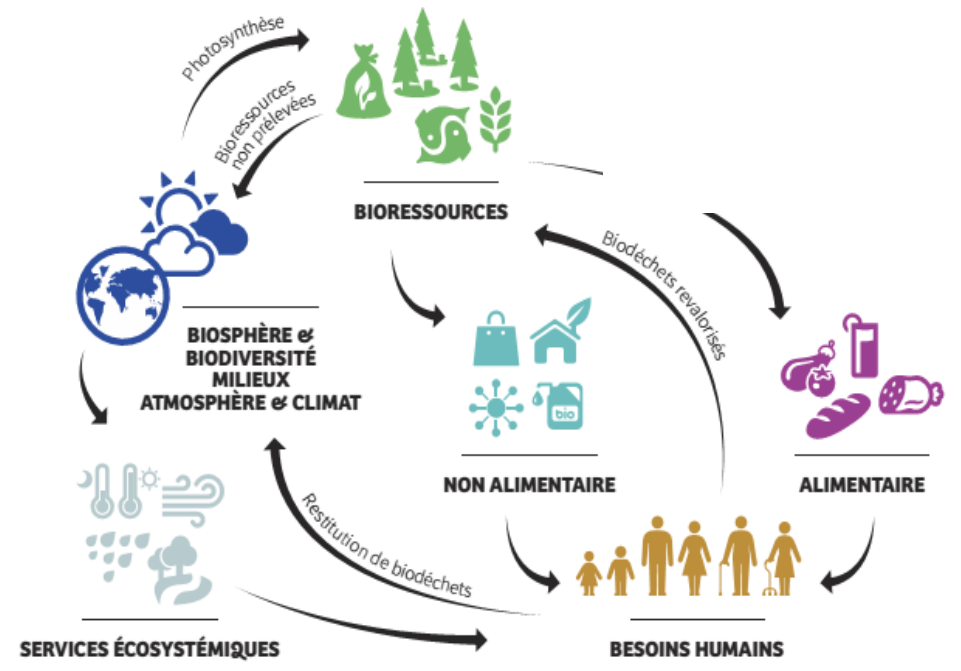 Photosynthèse
Bioressources
non prélevées
BIORESSOURCES
Biodéchets revalorisés
BIOSPHÈRE &
BIODIVERSITÉ
MILIEUX
ATMOSPHÈRE & CLIMAT
bio
NON ALIMENTAIRE
ALIMENTAIRE
Restitution de biodéchets
SERVICES ÉCOSYSTÉMIQUES
BESOINS HUMAINS